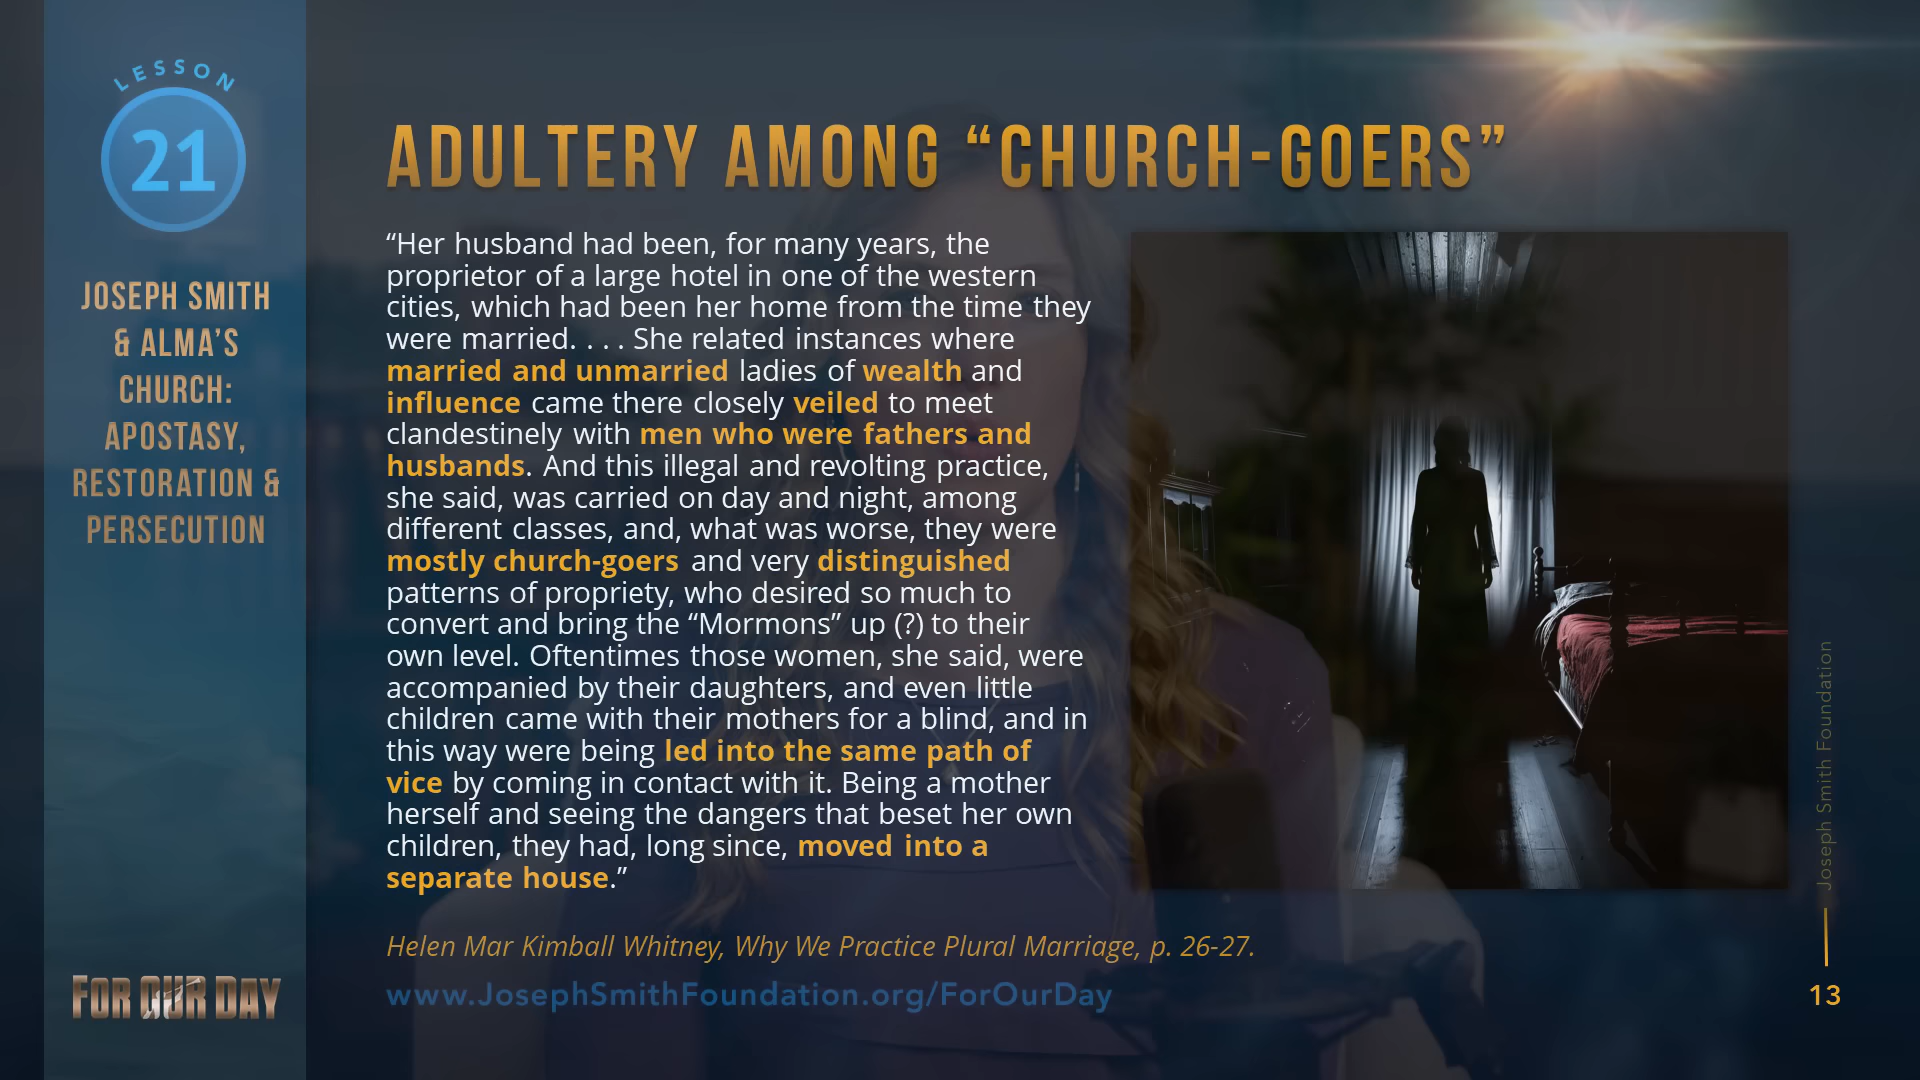 LESSON
21
JOSEPH SMITH
& ALMA’S
CHURCH:
APOSTASY,
RESTORATION &
PERSECUTION
FOR OUR DAY
ADULTERY AMONG “CHURCH-GOERS”
“Her husband had been, for many years, the
proprietor of a large hotel in one of the western
cities, which had been her home from the time they
were married. . . . She related instances where
married and unmarried ladies of wealth and
influence came there closely veiled to meet
clandestinely with men who were fathers and
husbands. And this illegal and revolting practice,
she said, was carried on day and night, among
different classes, and, what was worse, they were
mostly church-goers and very distinguished
patterns of propriety, who desired so much to
convert and bring the “Mormons” up (?) to their
own level. Oftentimes those women, she said, were
accompanied by their daughters, and even little
children came with their mothers for a blind, and in
this way were being led into the same path of
vice by coming in contact with it. Being a mother
herself and seeing the dangers that beset her own
children, they had, long since, moved into a
separate house.”
Helen Mar Kimball Whitney, Why We Practice Plural Marriage, p. 26-27.
www.JosephSmithFoundation.org/ForOurDay
Joseph Smith Foundation
13